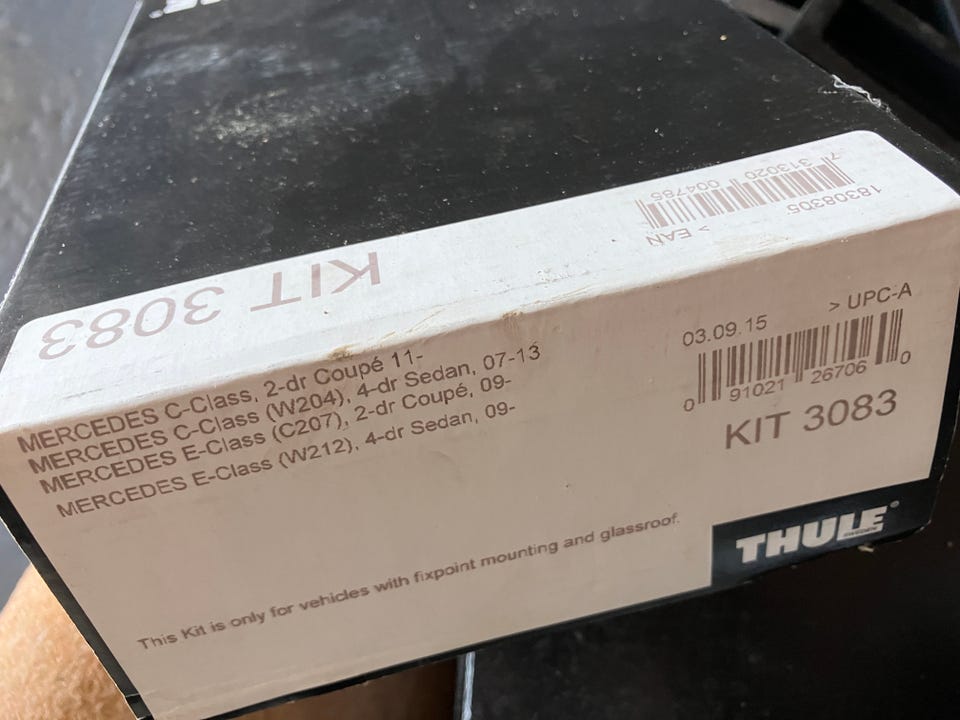 KIT 3083
7 313020 004785
> EAN
18308305
MERCEDES C-Class, 2-dr Coupé 11-
MERCEDES C-Class (W204), 4-dr Sedan, 07-13
MERCEDES E-Class (C207), 2-dr Coupé, 09-
MERCEDES E-Class (W212), 4-dr Sedan, 09-
03.09.15
> UPC-A
0 91021 26706 0
KIT 3083
This Kit is only for vehicles with fixpoint mounting and glassroof.
THULE®
SWEDEN